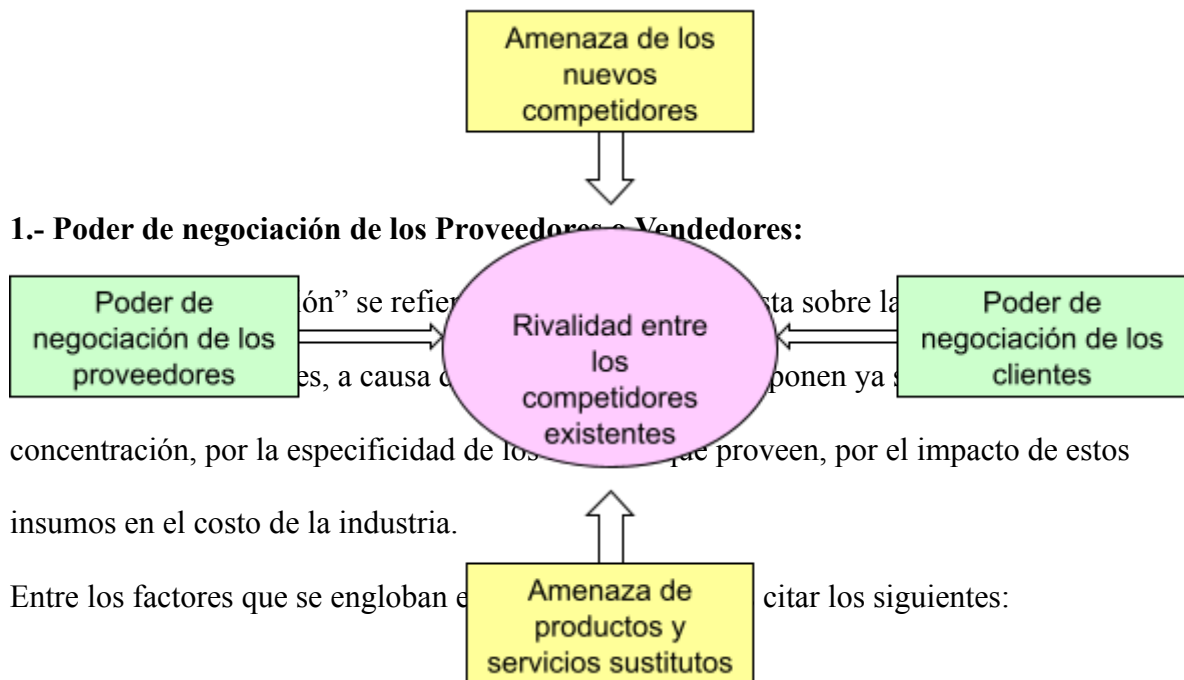 Amenaza de los
nuevos
competidores
1.- Poder de negociación de los Proveedores o Vendedores:
Poder de
negociación de los
proveedores
ión” se refier
sta sobre la
Rivalidad entre
los
competidores
existentes
Poder de
negociación de los
clientes
es, a causa
ponen ya
concentración, por la especificidad de los que proveen, por el impacto de estos
insumos en el costo de la industria.
Entre los factores que se engloban citar los siguientes:
Amenaza de
productos y
servicios sustitutos